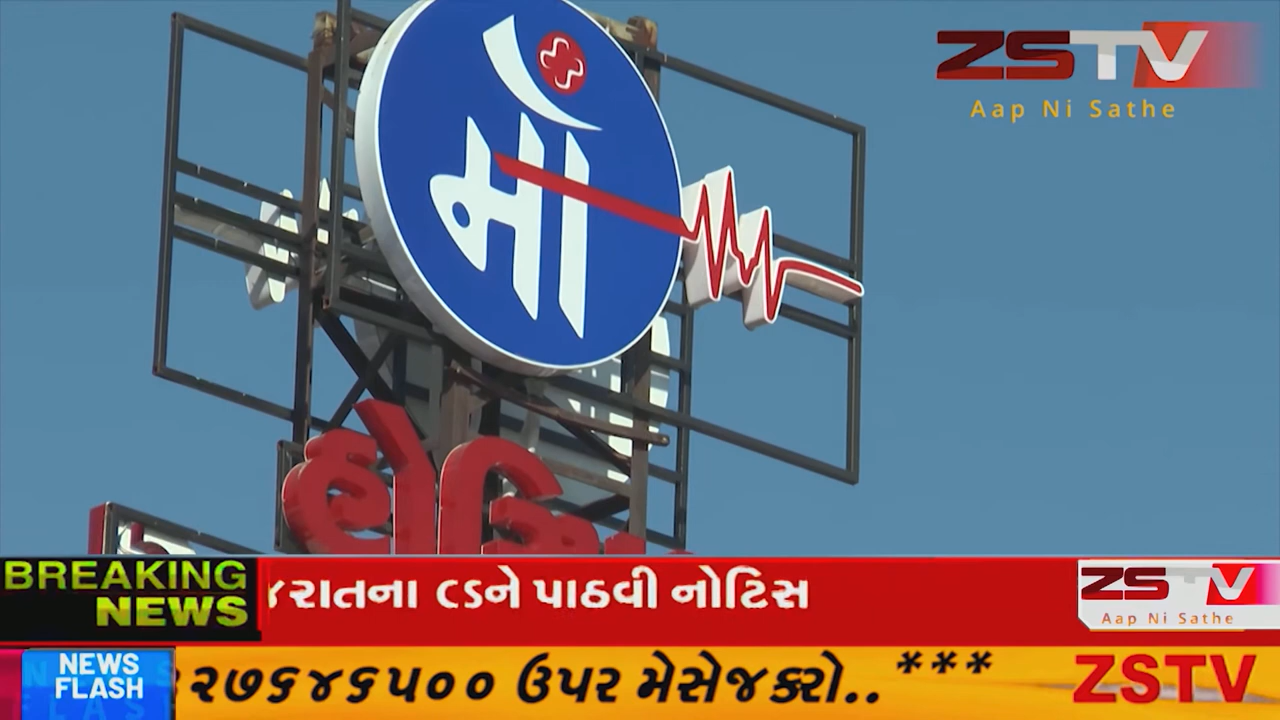 ZSTV
Aap Ni Sathe
માઁ
BREAKING
NEWS
રાતના CSને પાઠવી નોટિસ
ZSTV
Aap Ni Sathe
NEWS
FLASH
૨૭૬૪૬૫૦૦ ઉપર મેસેજ કરો.. ***
ZSTV